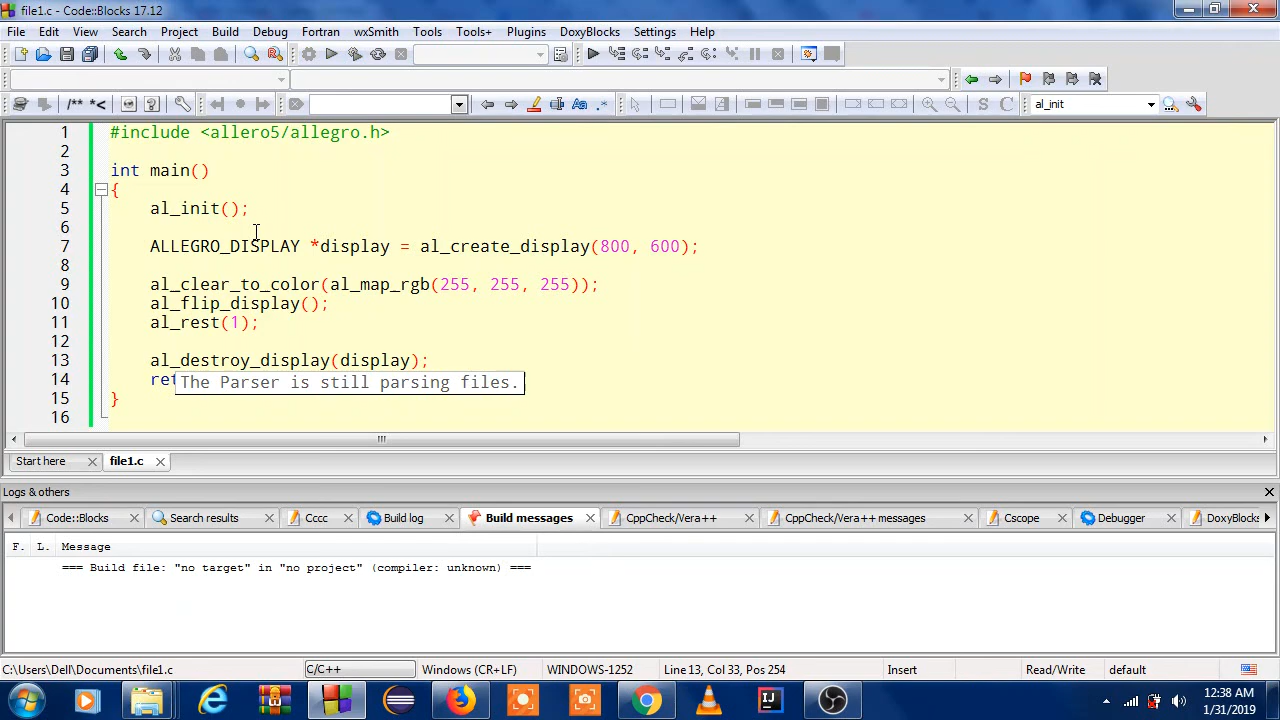 file1.c - Code::Blocks 17.12
File Edit View Search Project Build Debug Fortran wxSmith Tools Tools+ Plugins DoxyBlocks Settings Help
/** *< al_init
1 #include <allero5/allegro.h>
2
3 int main()
4 {
5 al_init();
6
7 ALLEGRO_DISPLAY *display = al_create_display(800, 600);
8
9 al_clear_to_color(al_map_rgb(255, 255, 255));
10 al_flip_display();
11 al_rest(1);
12
13 al_destroy_display(display);
14 ret The Parser is still parsing files.
15 }
16
Start here file1.c
Logs & others
Code::Blocks Search results Cccc Build log Build messages CppCheck/Vera++ CppCheck/Vera++ messages Cscope Debugger DoxyBlocks
F. L. Message
=== Build file: "no target" in "no project" (compiler: unknown) ===
C:\Users\Dell\Documents\file1.c C/C++ Windows (CR+LF) WINDOWS-1252 Line 13, Col 33, Pos 254 Insert Read/Write default
12:38 AM
1/31/2019